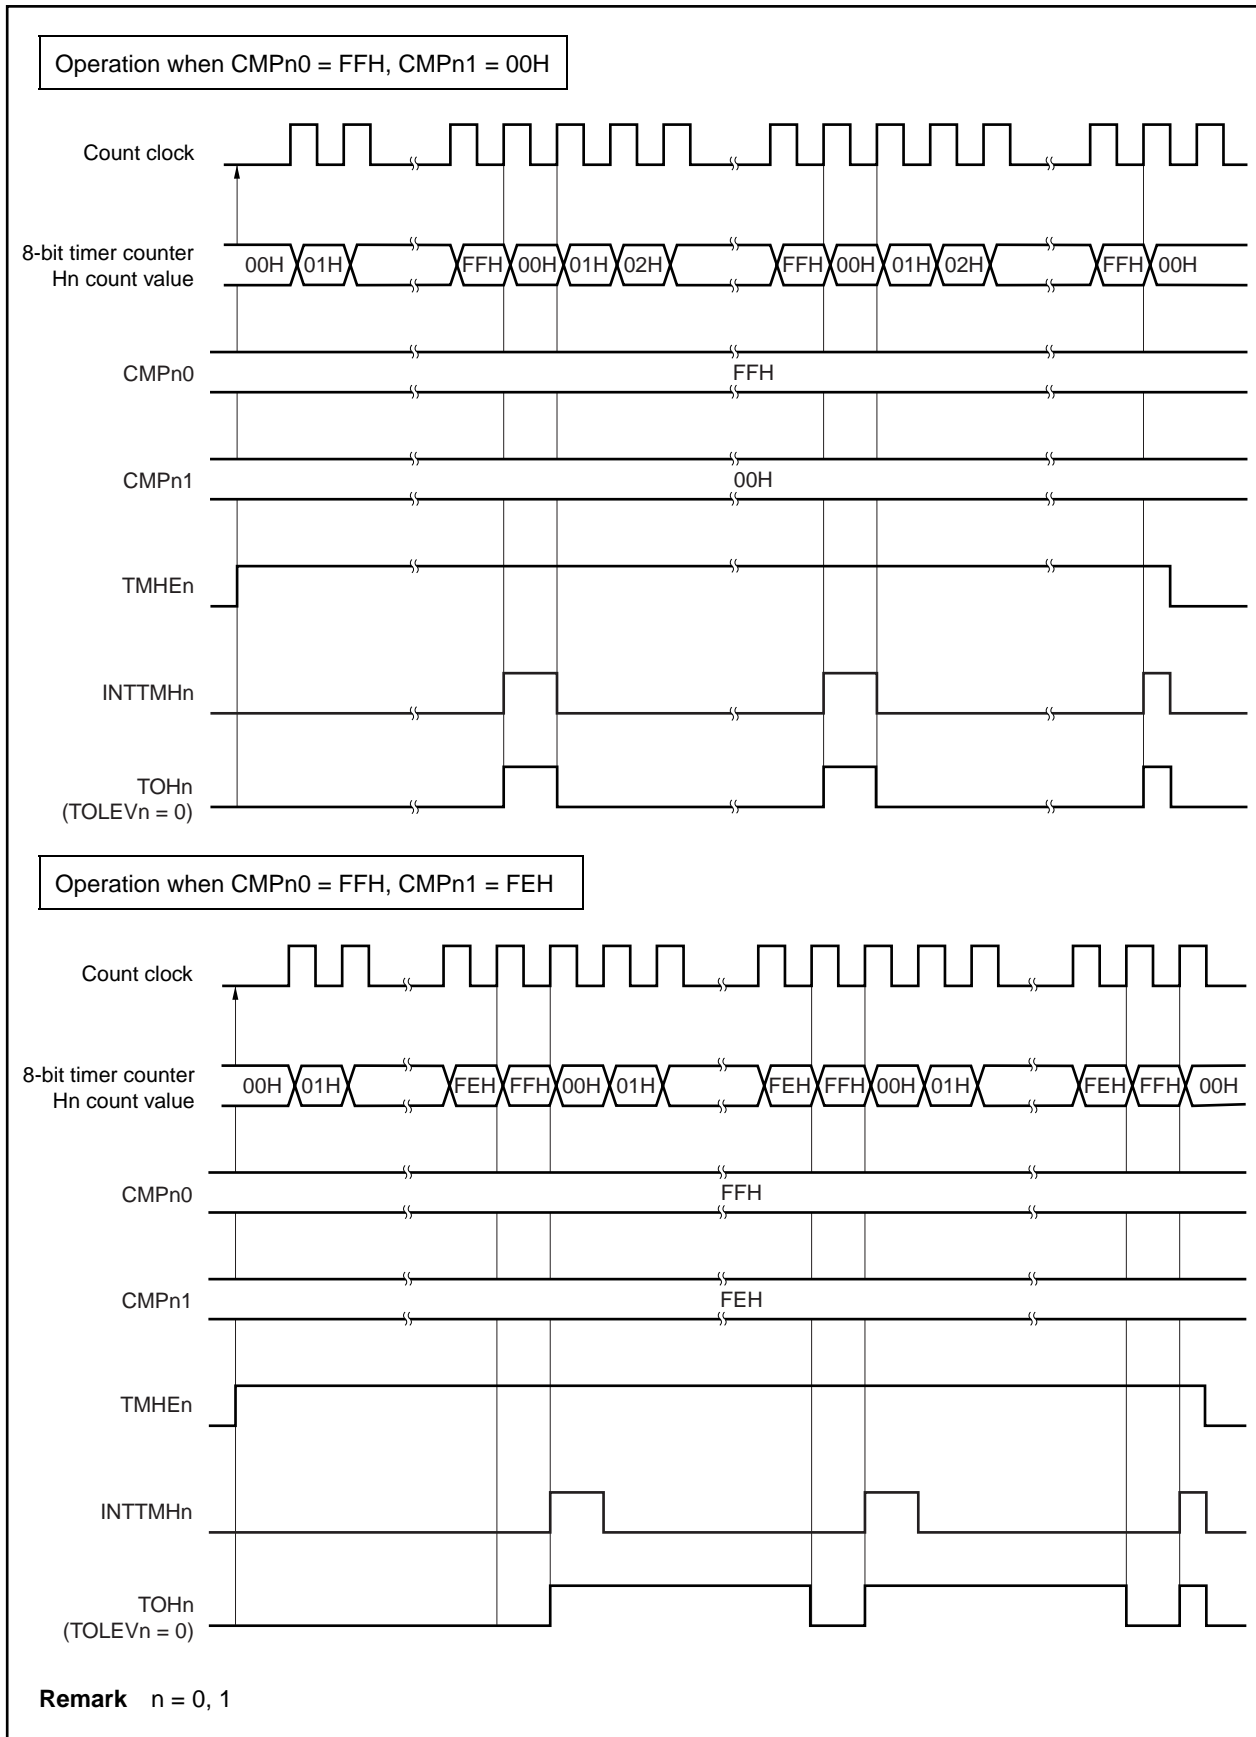 Operation when CMPn0 = FFH, CMPn1 = 00H
Count clock
8-bit timer counter
Hn count value
00H 01H FFH 00H 01H 02H FFH 00H 01H 02H FFH 00H
CMPn0
FFH
CMPn1
00H
TMHEn
INTTMHn
TOHn
(TOLEVn = 0)
Operation when CMPn0 = FFH, CMPn1 = FEH
Count clock
8-bit timer counter
Hn count value
00H 01H FEH FFH 00H 01H FEH FFH 00H 01H FEH FFH 00H
CMPn0
FFH
CMPn1
FEH
TMHEn
INTTMHn
TOHn
(TOLEVn = 0)
Remark n = 0, 1